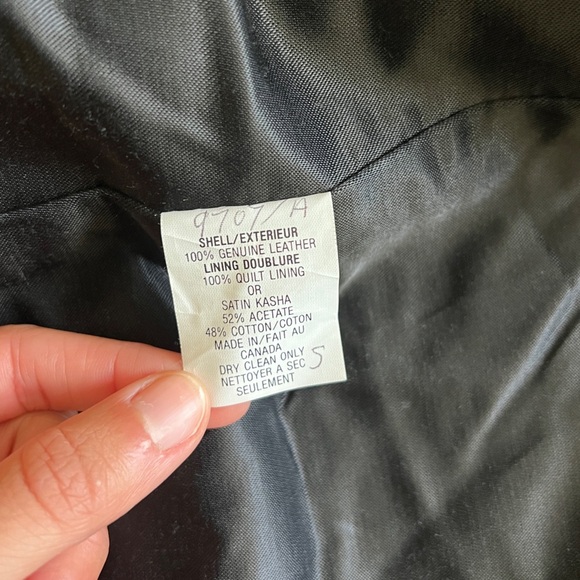 9707/A
SHELL/EXTERIEUR
100% GENUINE LEATHER
LINING DOUBLURE
100% QUILT LINING
OR
SATIN KASHA
52% ACETATE
48% COTTON/COTON
MADE IN/FAIT AU
CANADA
DRY CLEAN ONLY
NETTOYER A SEC S
SEULEMENT